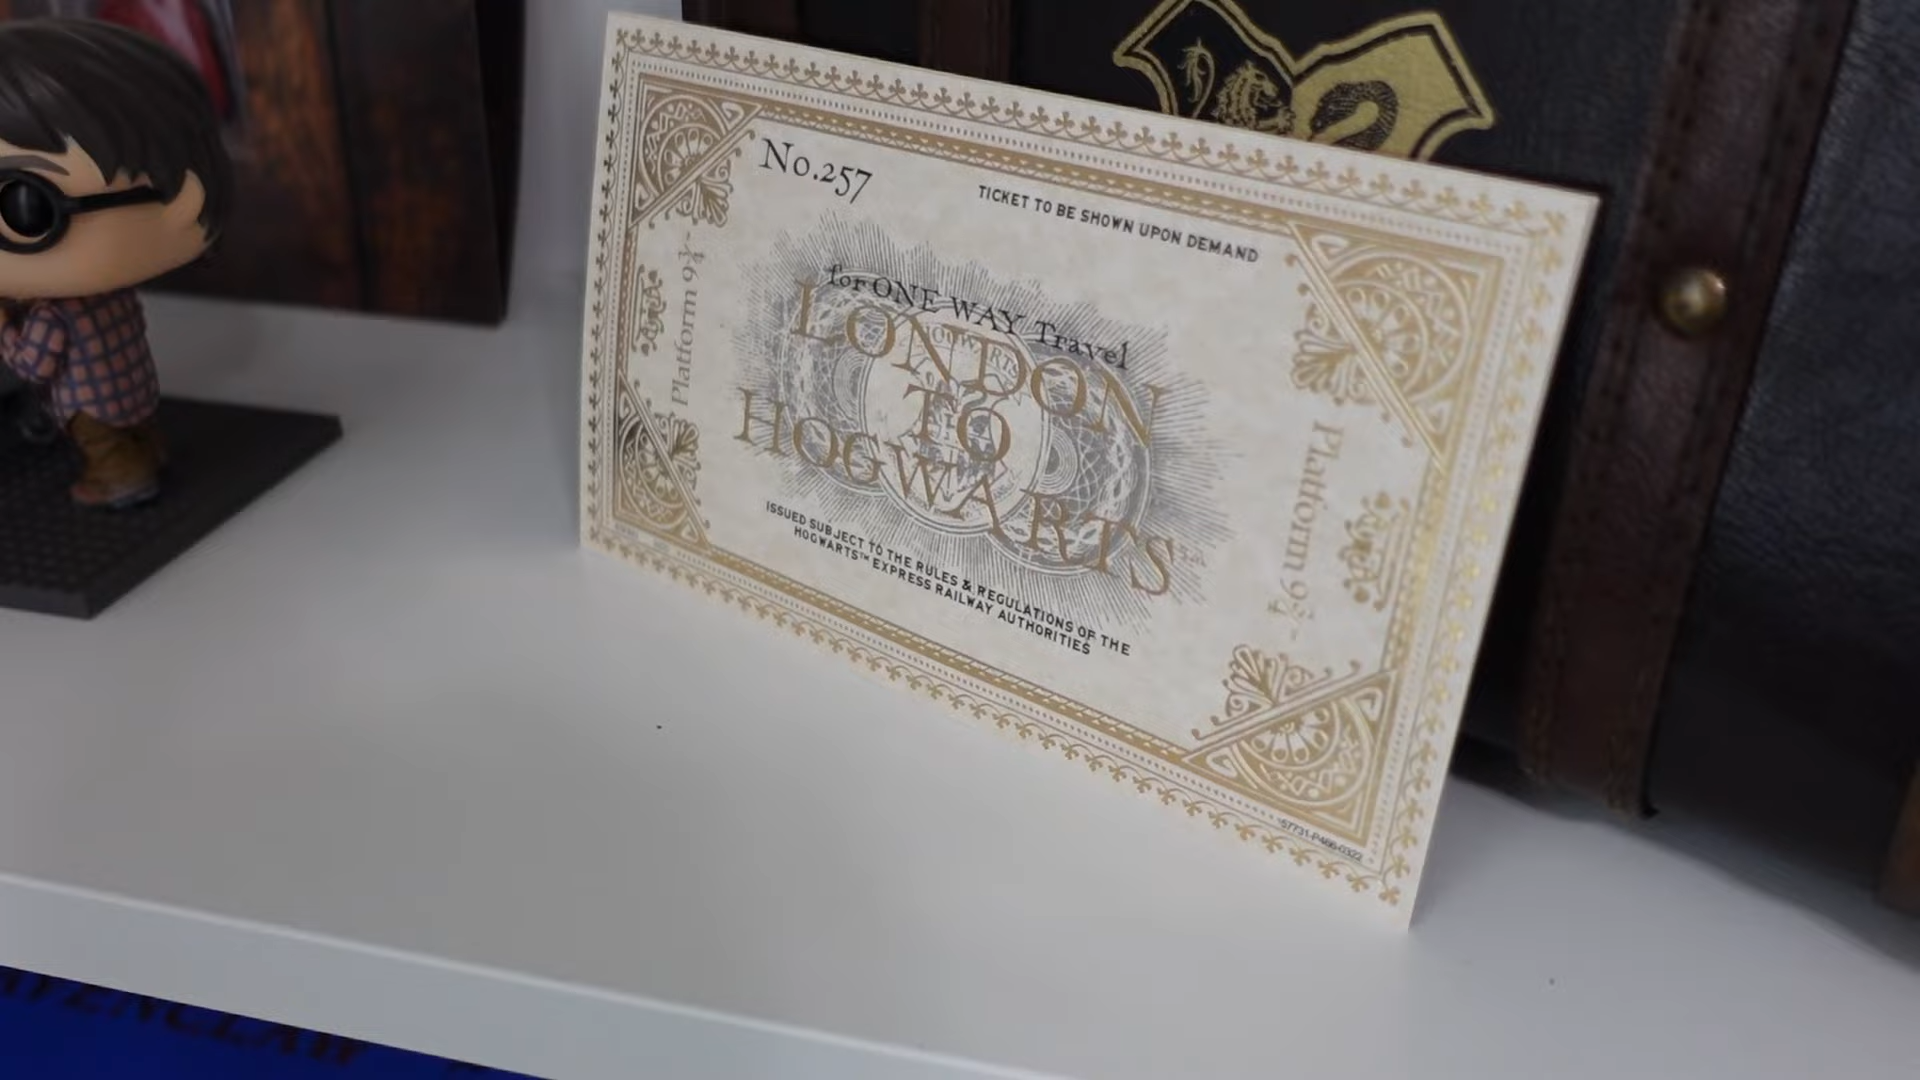 No.257
TICKET TO BE SHOWN UPON DEMAND
for ONE WAY Travel
LONDON
TO
HOGWARTS
ISSUED SUBJECT TO THE RULES & REGULATIONS OF THE
HOGWARTS™ EXPRESS RAILWAY AUTHORITIES
Platform 9¾
Platform 9¾